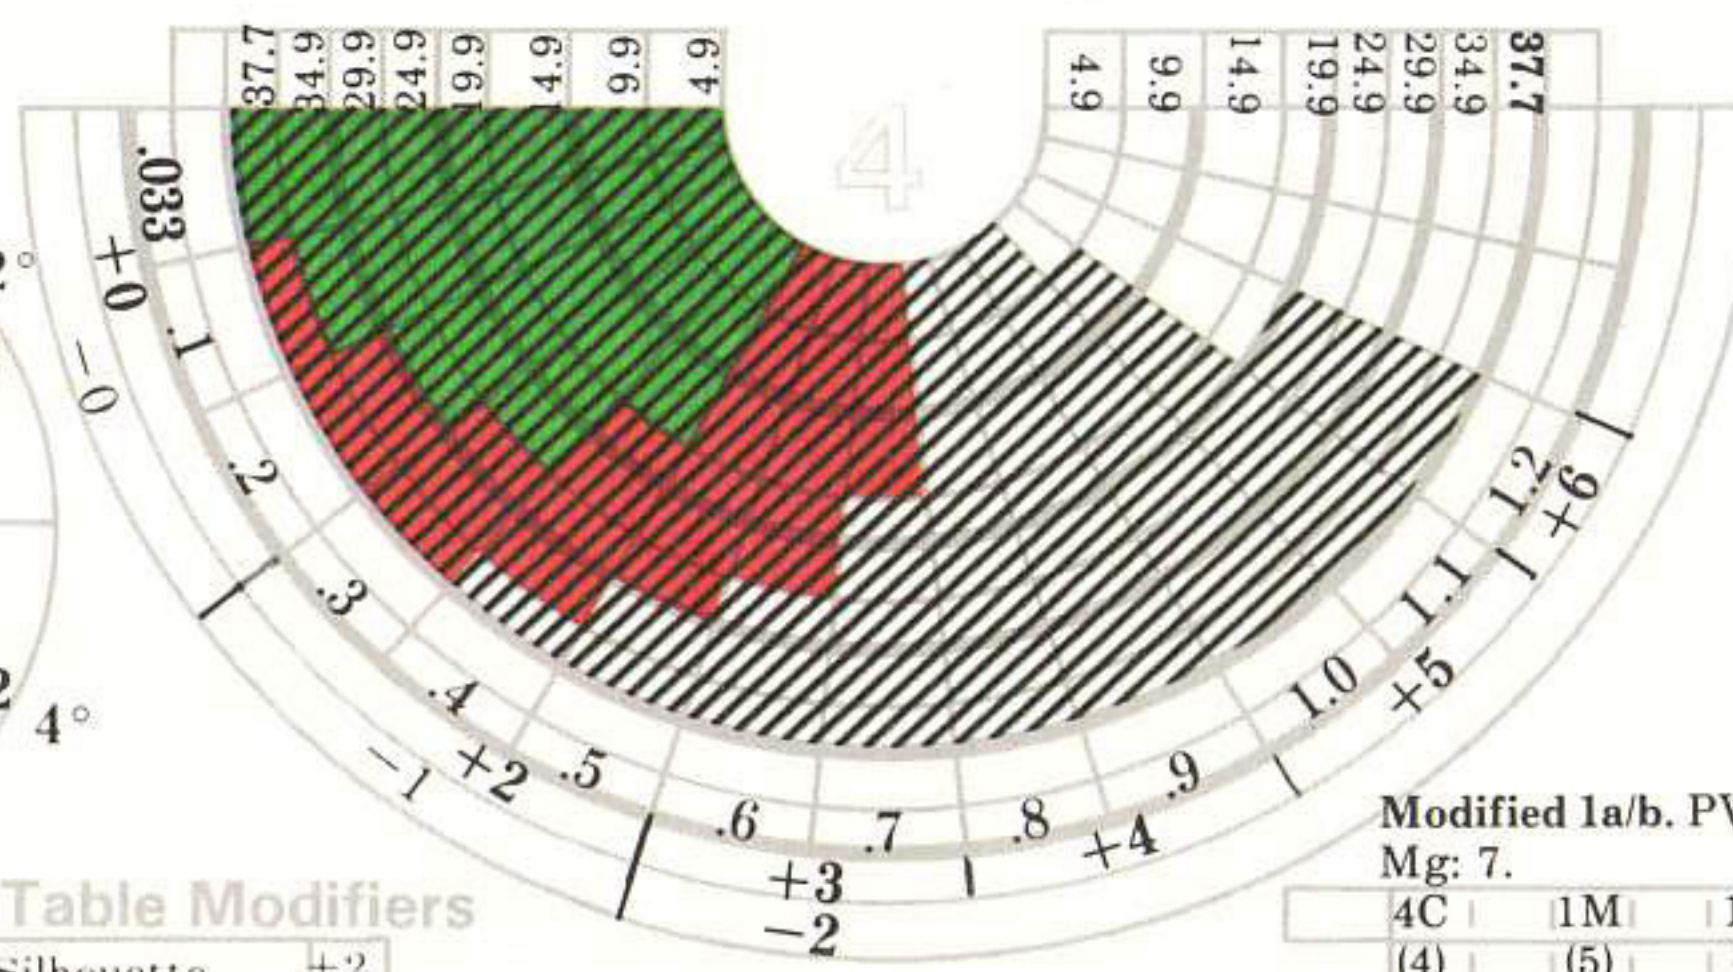 37.7 34.9 29.9 24.9 19.9 14.9 9.9 4.9
4.9 9.9 14.9 19.9 24.9 29.9 34.9 37.7
4
.033 .1 .2 .3 .4 .5 .6 .7 .8 .9 1.0 1.1 1.2
+0 +2 +3 +4 +5 +6
−0 −1 −2
4°
Modified 1a/b.
Mg: 7.
4C 1M
(4) (5)
Table Modifiers
Silhouette +2